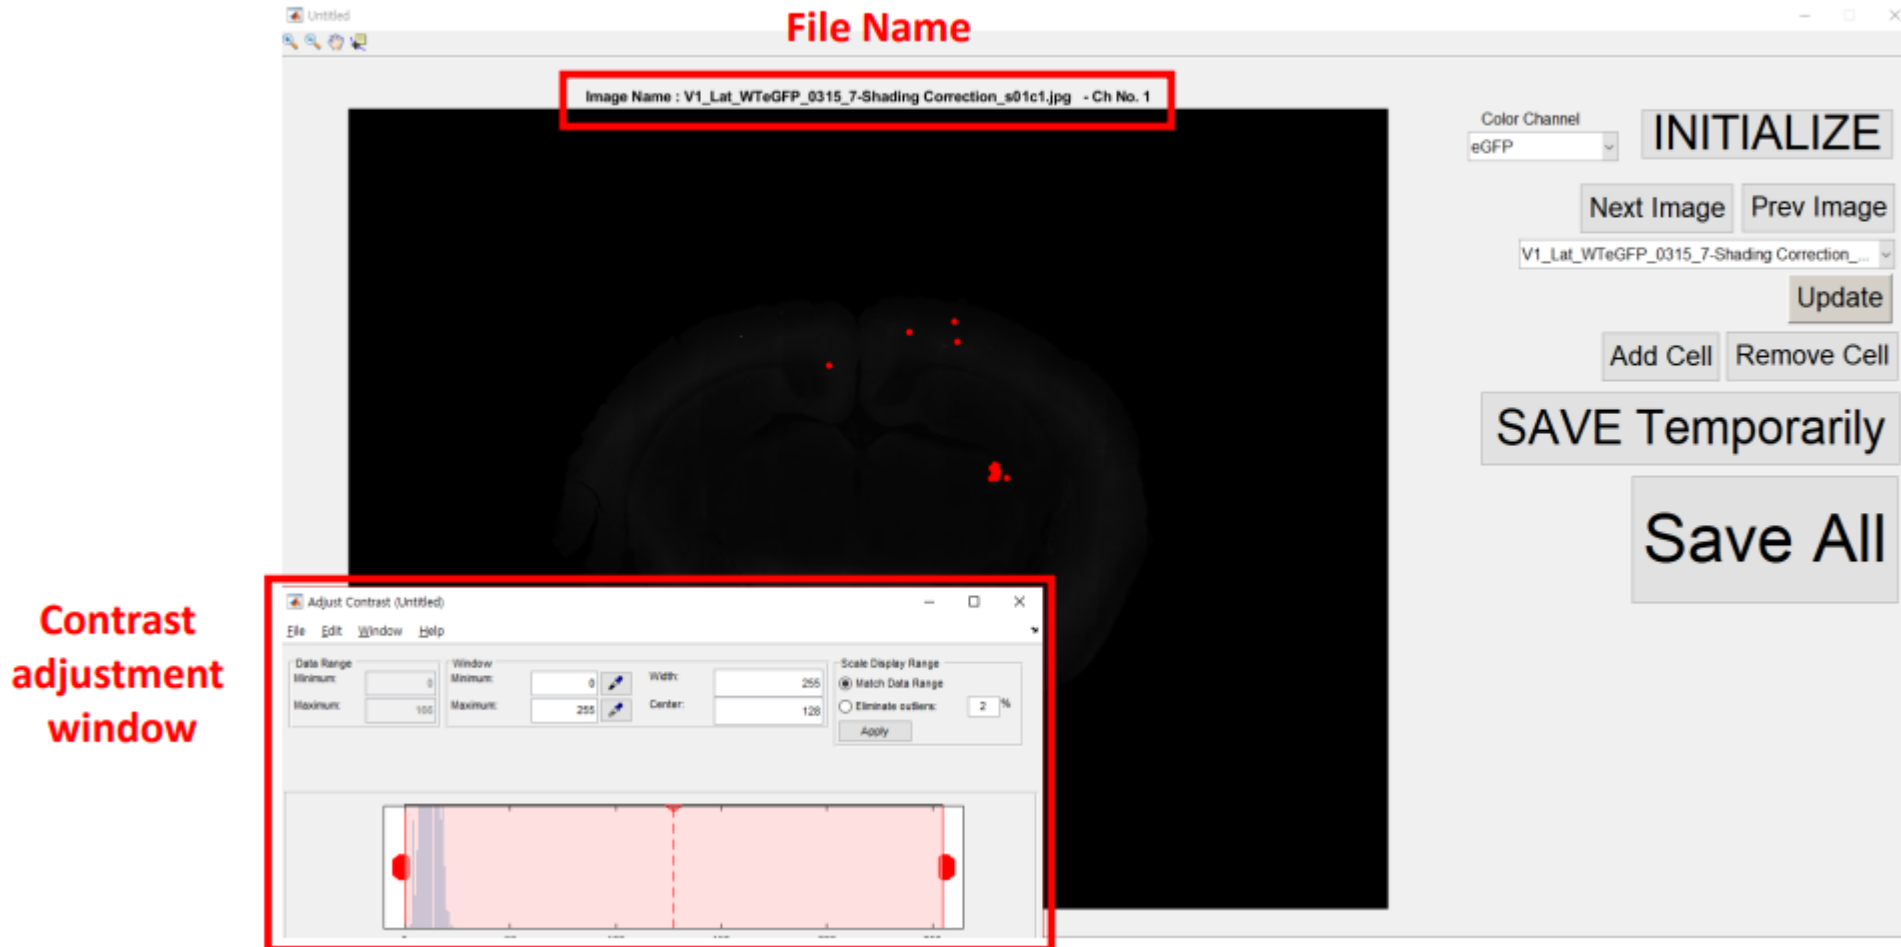 Untitled
File Name
Image Name : V1_Lat_WTeGFP_0315_7-Shading Correction_s01c1.jpg - Ch No. 1
Color Channel
eGFP
INITIALIZE
Next Image
Prev Image
V1_Lat_WTeGFP_0315_7-Shading Correction_...
Update
Add Cell
Remove Cell
SAVE Temporarily
Save All
Contrast
adjustment
window
Adjust Contrast (Untitled)
File Edit Window Help
Data Range
Minimum: 0
Maximum:
Window
Minimum: 0
Maximum: 255
Width: 255
Center: 128
Scale Display Range
Match Data Range
Eliminate outliers: 2 %
Apply